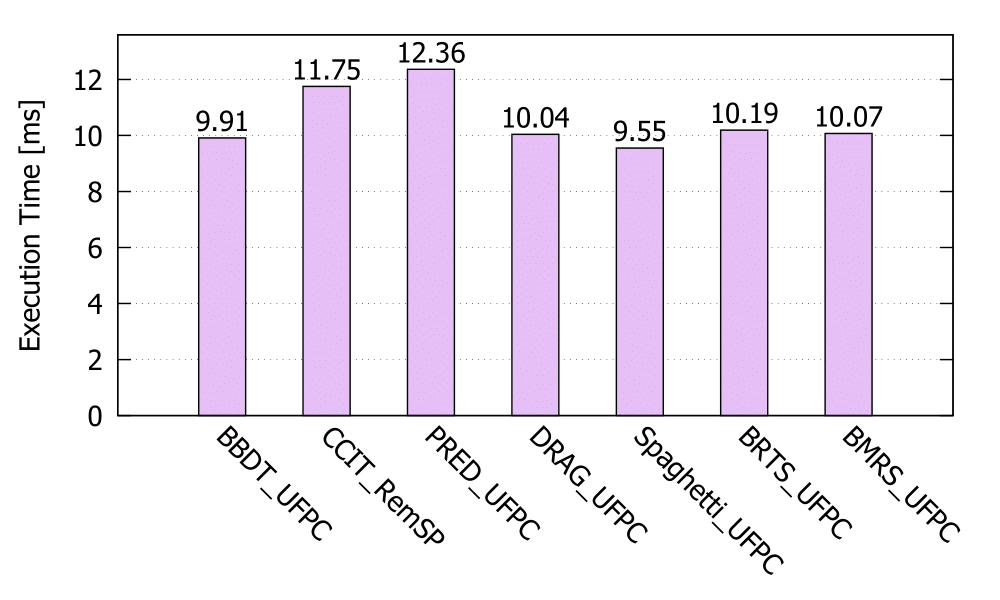 12.36
11.75
10.19
10.04
10.07
9.91
9.55
Execution Time [ms]
12
10
8
6
4
2
0
BBDT_UFPC
CCIT_RemSP
PRED_UFPC
DRAG_UFPC
Spaghetti_UFPC
BRTS_UFPC
BMRS_UFPC